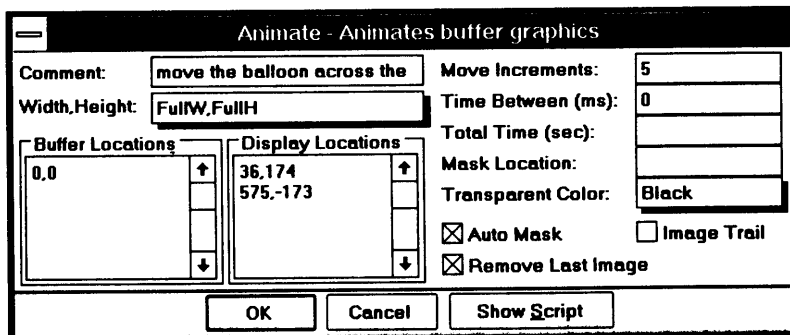 Animate - Animates buffer graphics
Comment: move the balloon across the
Width,Height: FullW,FullH
Buffer Locations
0,0
Display Locations
36,174
575,-173
Move Increments: 5
Time Between (ms): 0
Total Time (sec):
Mask Location:
Transparent Color: Black
Auto Mask
Image Trail
Remove Last Image
OK
Cancel
Show Script